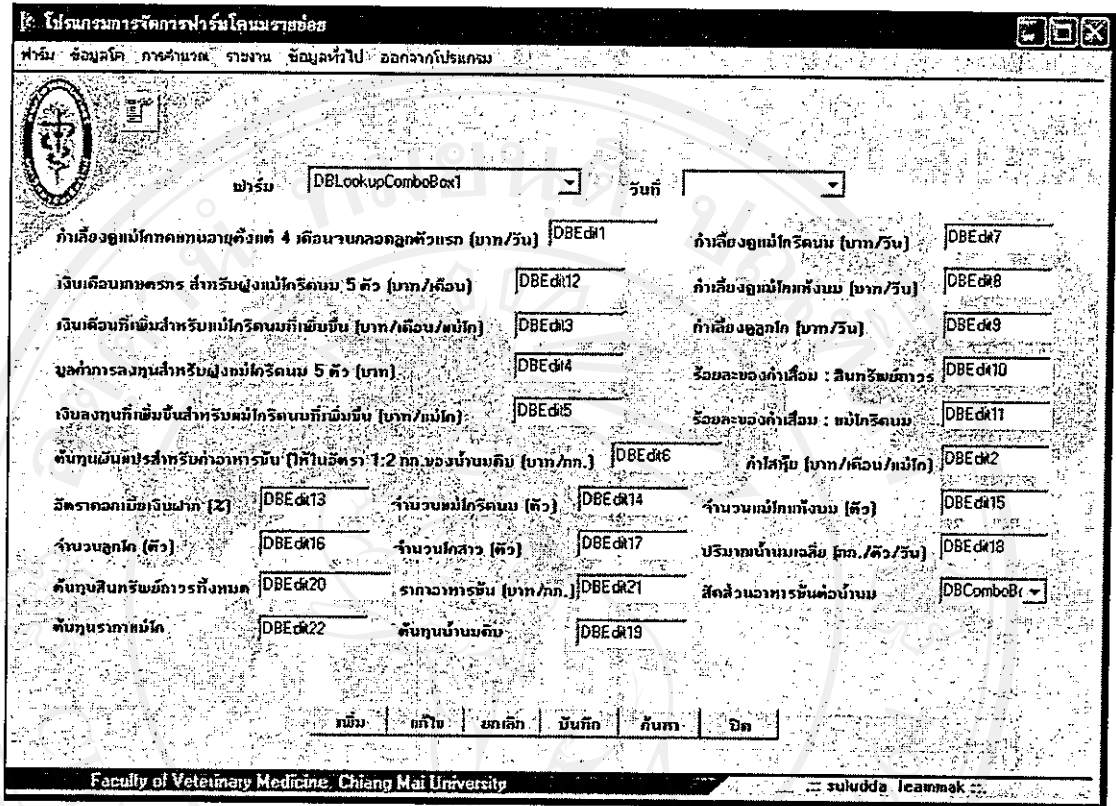 โปรแกรมการจัดการฟาร์มโคนมรายย่อย
ฟาร์ม ข้อมูลโค การคำนวณ รายงาน ข้อมูลทั่วไป ออกจากโปรแกรม
ฟาร์ม DBLookupComboBox1 วันที่
ค่าเลี้ยงดูแม่โคทดแทนอายุตั้งแต่ 4 เดือนจนคลอดลูกตัวแรก (บาท/วัน) DBEdit1 ค่าเลี้ยงดูแม่โครีดนม (บาท/วัน) DBEdit7
เงินเดือนเกษตรกร สำหรับฝูงแม่โครีดนม 5 ตัว (บาท/เดือน) DBEdit12 ค่าเลี้ยงดูแม่โคแห้งนม (บาท/วัน) DBEdit8
เงินเดือนที่เพิ่มสำหรับแม่โครีดนมที่เพิ่มขึ้น (บาท/เดือน/แม่โค) DBEdit3 ค่าเลี้ยงดูลูกโค (บาท/วัน) DBEdit9
มูลค่าการลงทุนสำหรับฝูงแม่โครีดนม 5 ตัว (บาท) DBEdit4 ร้อยละของค่าเสื่อม : สินทรัพย์ถาวร DBEdit10
เงินลงทุนที่เพิ่มขึ้นสำหรับแม่โครีดนมที่เพิ่มขึ้น (บาท/แม่โค) DBEdit5 ร้อยละของค่าเสื่อม : แม่โครีดนม DBEdit11
ต้นทุนผันแปรสำหรับค่าอาหารข้น (ให้ในอัตรา 1:2 กก.ของน้ำนมดิบ (บาท/กก.) DBEdit6 ค่าโสหุ้ย (บาท/เดือน/แม่โค) DBEdit2
อัตราดอกเบี้ยเงินฝาก (%) DBEdit13 จำนวนแม่โครีดนม (ตัว) DBEdit14 จำนวนแม่โคแห้งนม (ตัว) DBEdit15
จำนวนลูกโค (ตัว) DBEdit16 จำนวนโคสาว (ตัว) DBEdit17 ปริมาณน้ำนมเฉลี่ย (กก./ตัว/วัน) DBEdit18
ต้นทุนสินทรัพย์ถาวรทั้งหมด DBEdit20 ราคาอาหารข้น (บาท/กก.) DBEdit21 สัดส่วนอาหารข้นต่อน้ำนม DBComboBo
ต้นทุนราคาแม่โค DBEdit22 ต้นทุนน้ำนมดิบ DBEdit19
เพิ่ม แก้ไข ยกเลิก บันทึก ค้นหา ปิด
Faculty of Veterinary Medicine, Chiang Mai University ::: suludda leammak :::